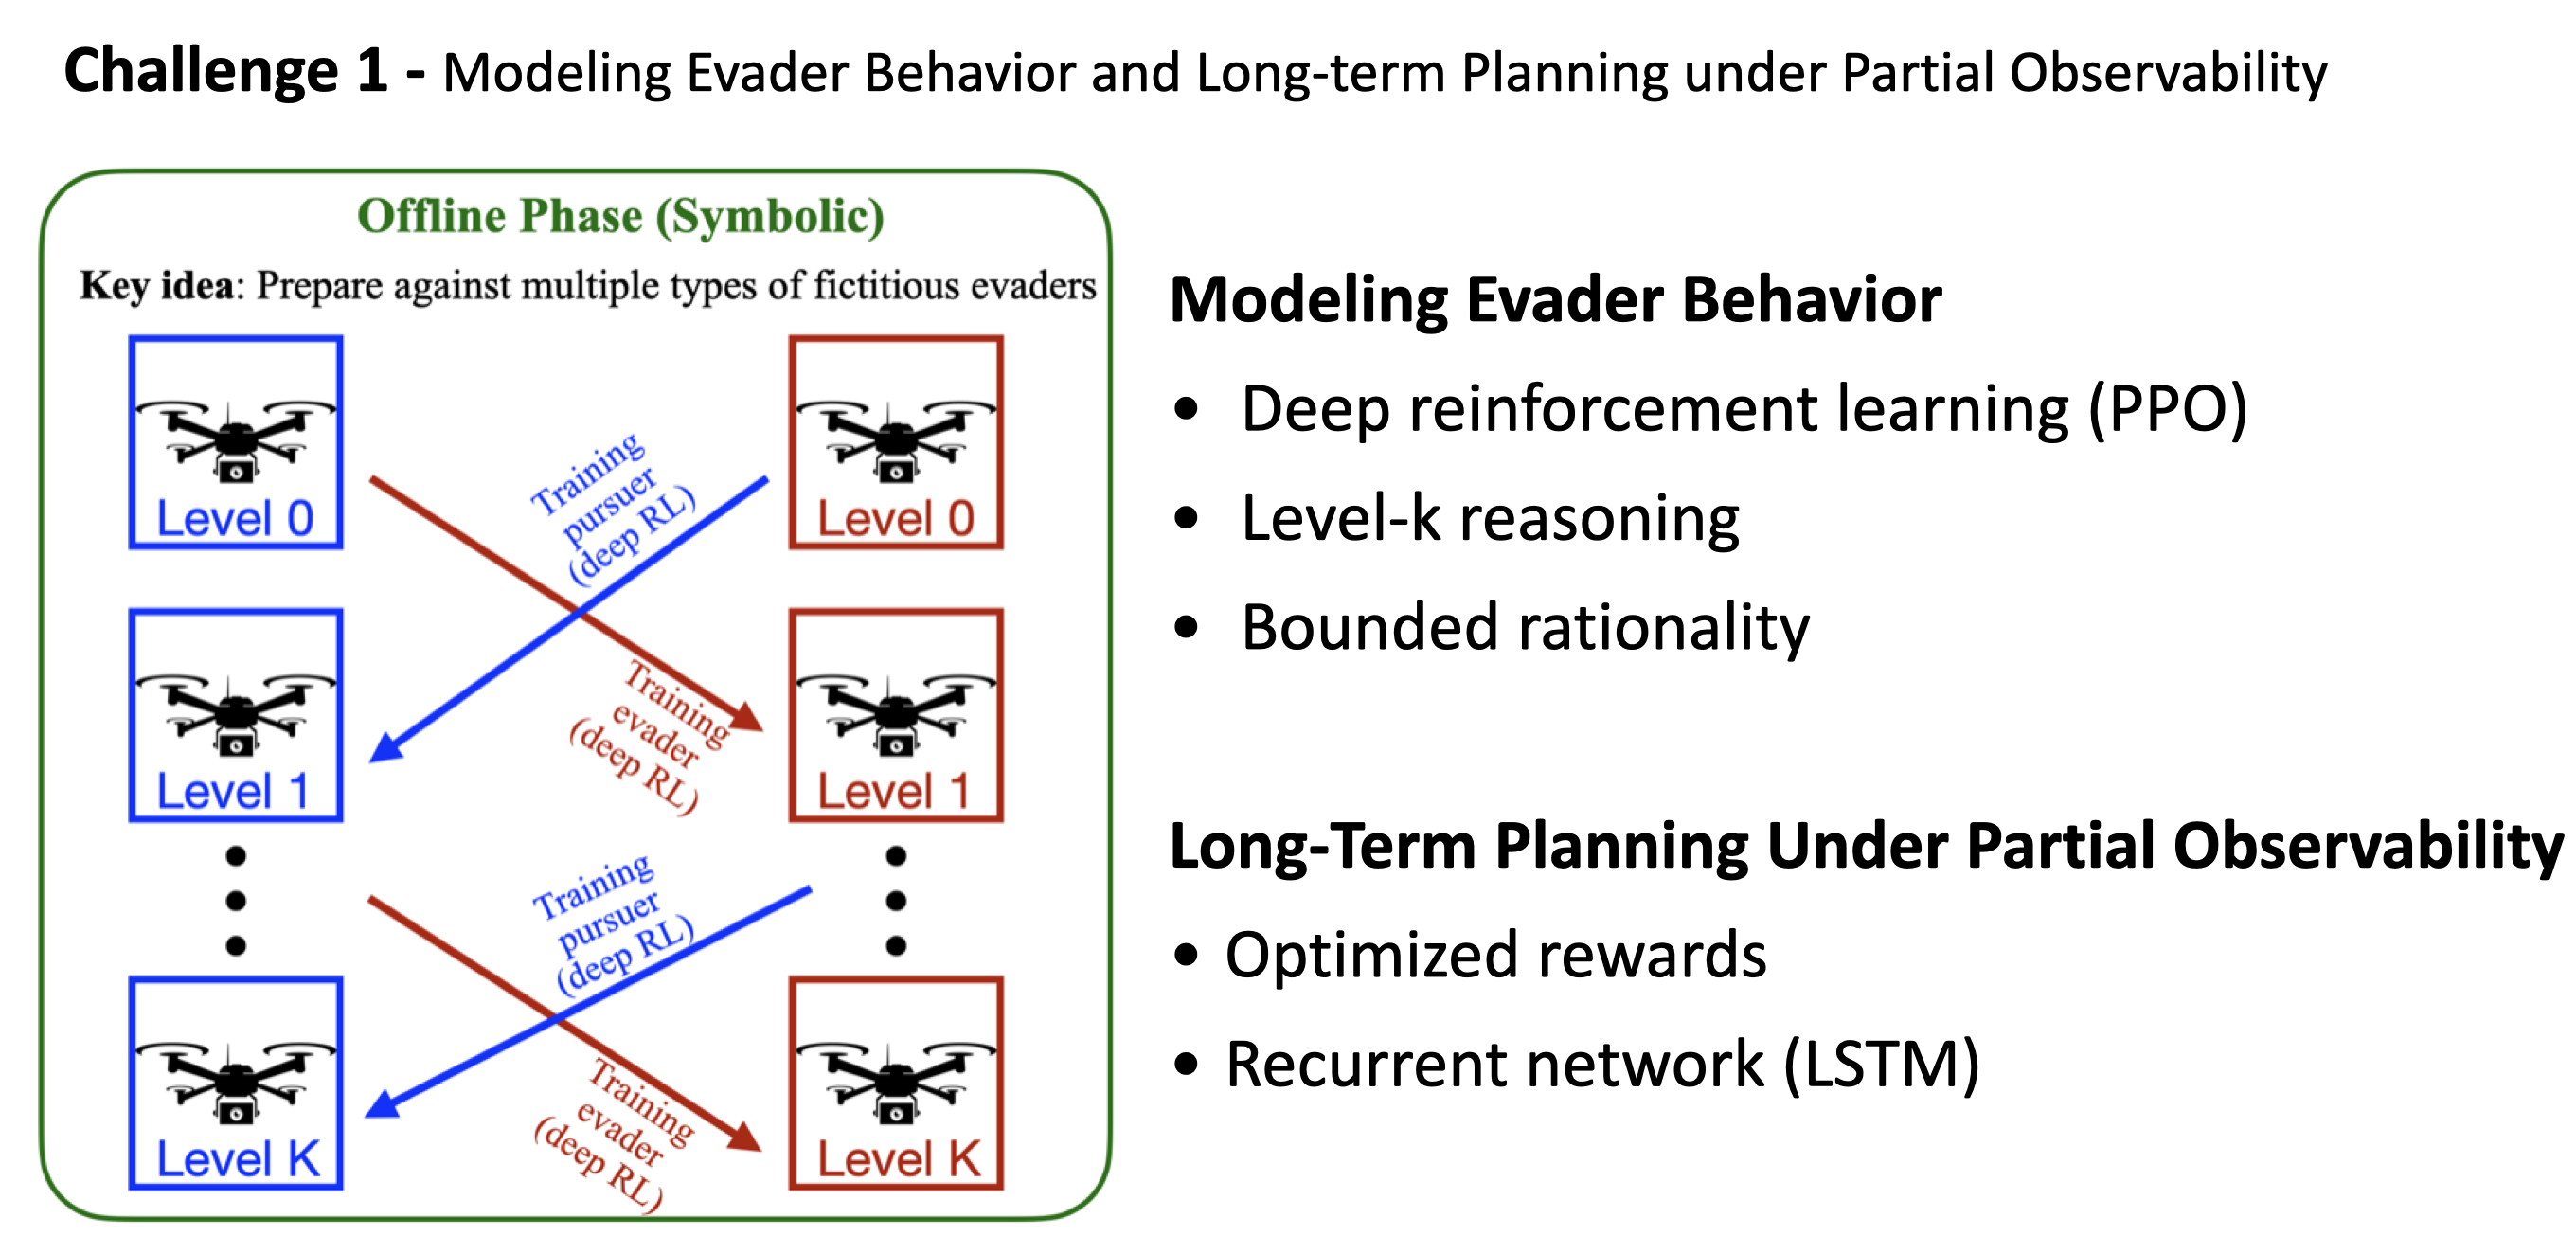 Challenge 1 - Modeling Evader Behavior and Long-term Planning under Partial Observability
Offline Phase (Symbolic)
Key idea: Prepare against multiple types of fictitious evaders
Level 0
Training
pursuer
(deep RL)
Level 0
Level 1
Training
evader
(deep RL)
Level 1
Training
pursuer
(deep RL)
Level K
Training
evader
(deep RL)
Level K
Modeling Evader Behavior
• Deep reinforcement learning (PPO)
• Level-k reasoning
• Bounded rationality
Long-Term Planning Under Partial Observability
• Optimized rewards
• Recurrent network (LSTM)